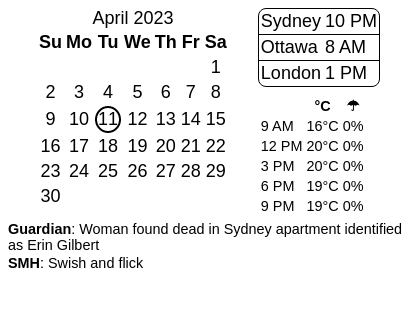 April 2023
Su Mo Tu We Th Fr Sa
1
2 3 4 5 6 7 8
9 10 11 12 13 14 15
16 17 18 19 20 21 22
23 24 25 26 27 28 29
30
Sydney 10 PM
Ottawa 8 AM
London 1 PM
°C ☂
9 AM 16°C 0%
12 PM 20°C 0%
3 PM 20°C 0%
6 PM 19°C 0%
9 PM 19°C 0%
Guardian: Woman found dead in Sydney apartment identified
as Erin Gilbert
SMH: Swish and flick